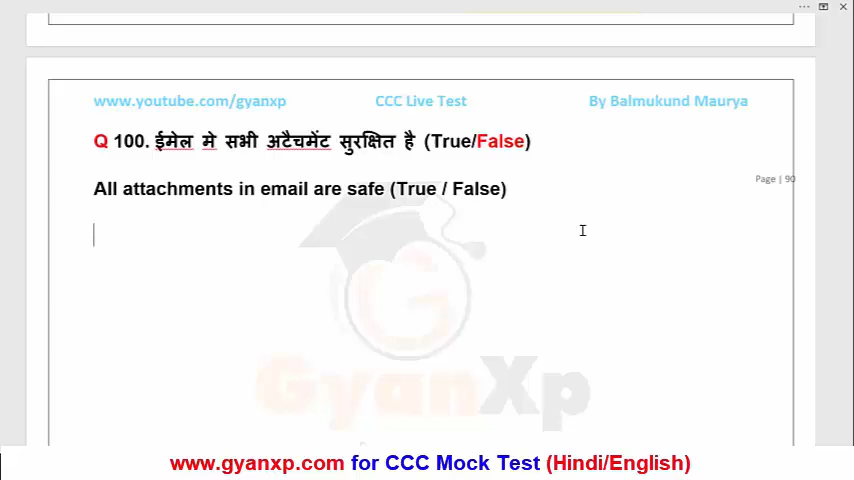 www.youtube.com/gyanxp CCC Live Test By Balmukund Maurya
Q 100. ईमेल मे सभी अटैचमेंट सुरक्षित है (True/False)
Page | 90
All attachments in email are safe (True / False)
G
GyanXp
www.gyanxp.com for CCC Mock Test (Hindi/English)